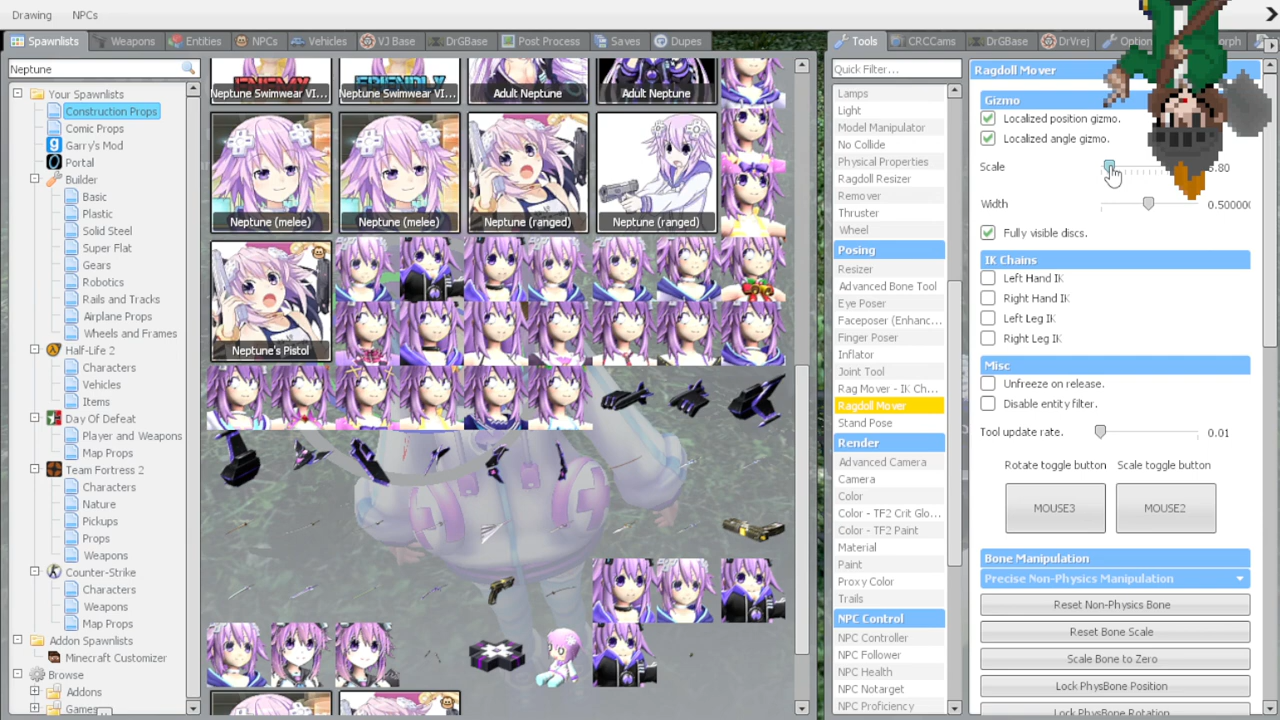 Drawing NPCs
Spawnlists Weapons Entities NPCs Vehicles VJ Base DrGBase Post Process Saves Dupes
Tools CRCCams DrGBase DrVrej
Neptune
Your Spawnlists
Construction Props
Comic Props
Garry's Mod
Portal
Builder
Basic
Plastic
Solid Steel
Super Flat
Gears
Robotics
Rails and Tracks
Airplane Props
Wheels and Frames
Half-Life 2
Characters
Vehicles
Items
Day Of Defeat
Player and Weapons
Map Props
Team Fortress 2
Characters
Nature
Pickups
Props
Weapons
Counter-Strike
Characters
Weapons
Map Props
Addon Spawnlists
Minecraft Customizer
Browse
Addons
Games
ENEMY
FRIENDLY
Neptune Swimwear VI...
Neptune Swimwear VI...
Adult Neptune
Adult Neptune
Neptune (melee)
Neptune (melee)
Neptune (ranged)
Neptune (ranged)
Neptune's Pistol
Quick Filter...
Lamps
Light
Model Manipulator
No Collide
Physical Properties
Ragdoll Resizer
Remover
Thruster
Wheel
Posing
Resizer
Advanced Bone Tool
Eye Poser
Faceposer (Enhanc...
Finger Poser
Inflator
Joint Tool
Rag Mover - IK Ch...
Ragdoll Mover
Stand Pose
Render
Advanced Camera
Camera
Color
Color - TF2 Crit Glo...
Color - TF2 Paint
Material
Paint
Proxy Color
Trails
NPC Control
NPC Controller
NPC Follower
NPC Health
NPC Notarget
NPC Proficiency
Ragdoll Mover
Gizmo
Localized position gizmo.
Localized angle gizmo.
Scale
Width 0.50000
Fully visible discs.
IK Chains
Left Hand IK
Right Hand IK
Left Leg IK
Right Leg IK
Misc
Unfreeze on release.
Disable entity filter.
Tool update rate. 0.01
Rotate toggle button Scale toggle button
MOUSE3 MOUSE2
Bone Manipulation
Precise Non-Physics Manipulation
Reset Non-Physics Bone
Reset Bone Scale
Scale Bone to Zero
Lock PhysBone Position
Lock PhysBone Rotation